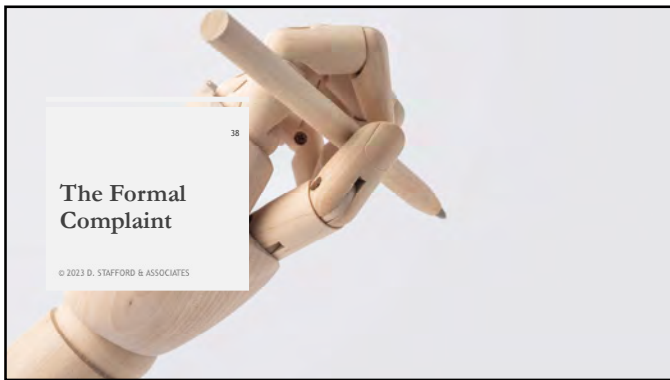 38
The Formal
Complaint
© 2023 D. STAFFORD & ASSOCIATES